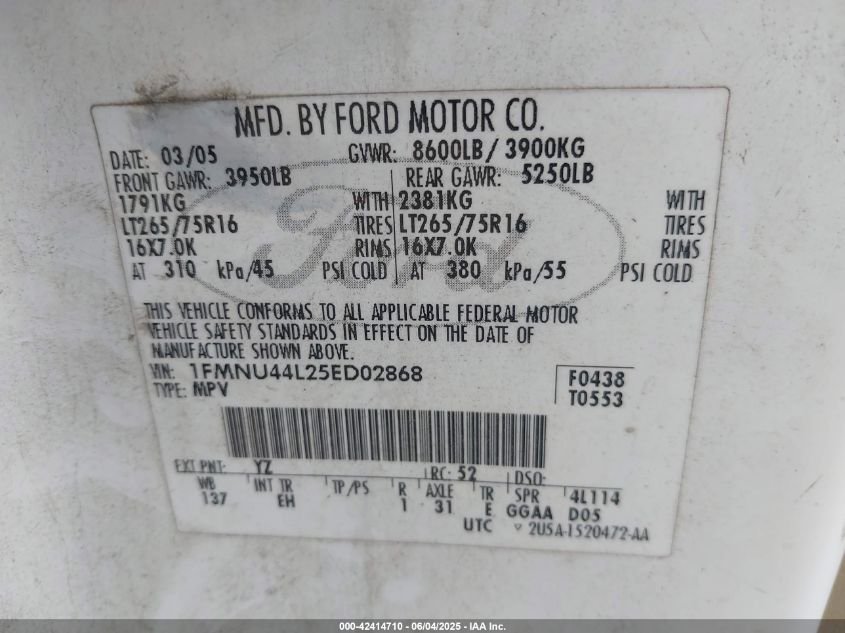 MFD. BY FORD MOTOR CO.
DATE: 03/05 GVWR: 8600LB/ 3900KG
FRONT GAWR: 3950LB REAR GAWR: 5250LB
1791KG WITH 2381KG WITH
LT265/75R16 TIRES LT265/75R16 TIRES
16X7.0K RIMS 16X7.0K RIMS
AT 310 kPa/45 PSI COLD AT 380 kPa/55 PSI COLD
Ford
THIS VEHICLE CONFORMS TO ALL APPLICABLE FEDERAL MOTOR
VEHICLE SAFETY STANDARDS IN EFFECT ON THE DATE OF
MANUFACTURE SHOWN ABOVE.
VIN: 1FMNU44L25ED02868 F0438
TYPE: MPV T0553
EXT PNT: YZ RC: 52 DSO:
WB INT TR TP/PS R AXLE TR SPR 4L114
137 EH 1 31 E GGAA D05
UTC 2U5A-1520472-AA
000-42414710 - 06/04/2025 - IAA Inc.